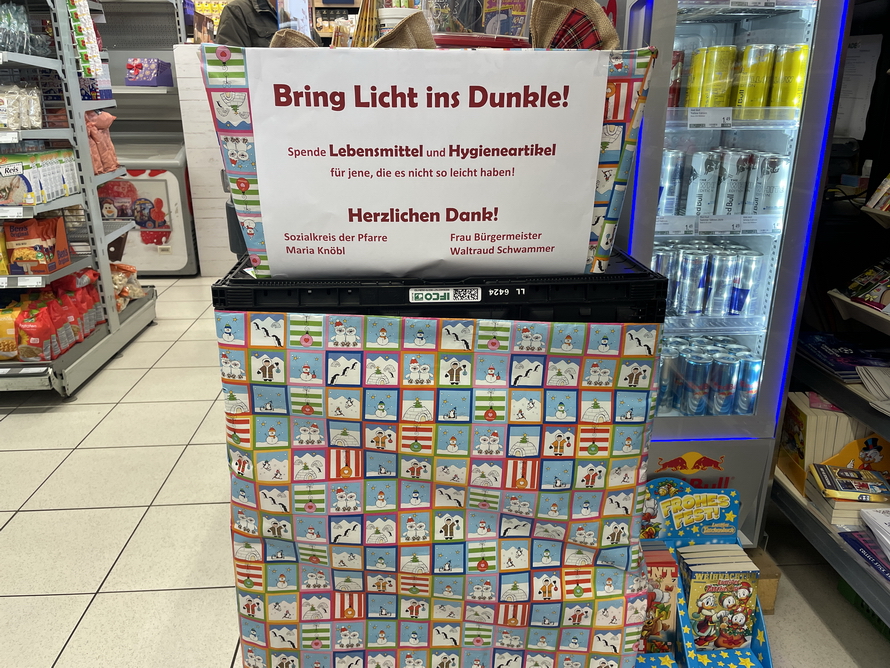 Bring Licht ins Dunkle!
Spende Lebensmittel und Hygieneartikel
für jene, die es nicht so leicht haben!
Herzlichen Dank!
Sozialkreis der Pfarre
Maria Knöbl
Frau Bürgermeister
Waltraud Schwammer
IFCO
LL 6424
Reis
Red Bull
FROHES
FEST!